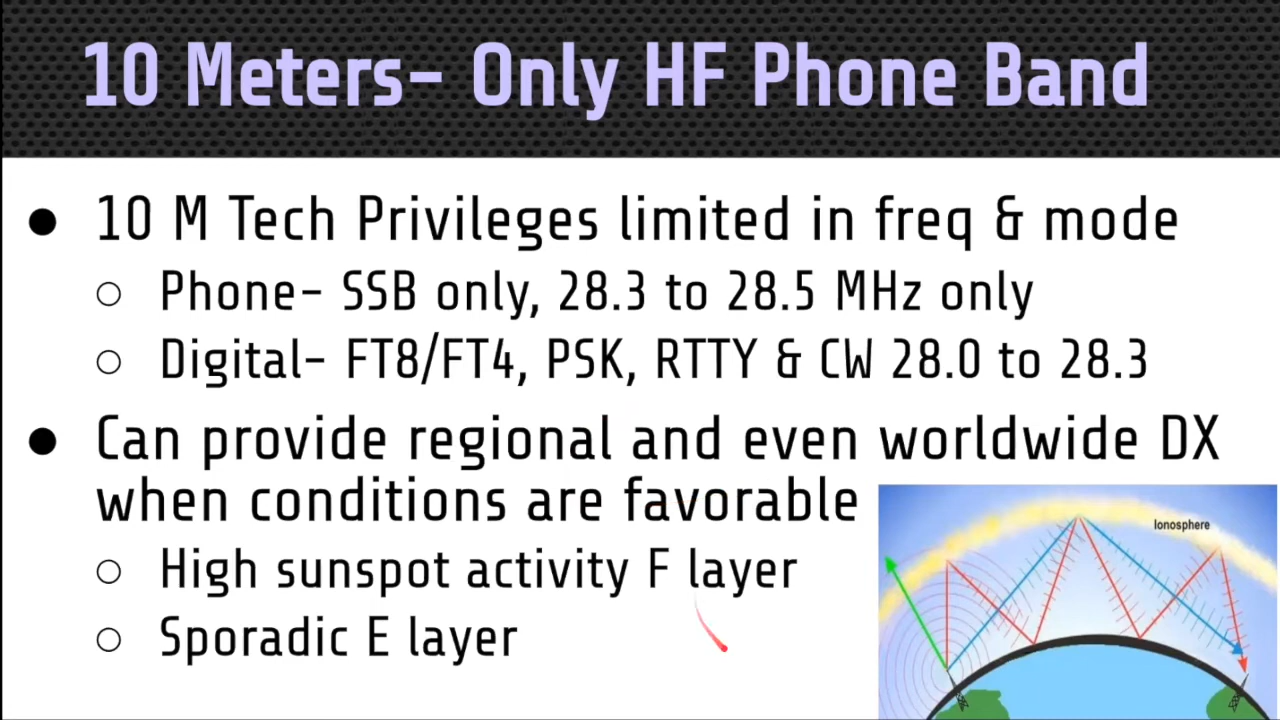 10 Meters– Only HF Phone Band
● 10 M Tech Privileges limited in freq & mode
○ Phone– SSB only, 28.3 to 28.5 MHz only
○ Digital– FT8/FT4, PSK, RTTY & CW 28.0 to 28.3
● Can provide regional and even worldwide DX
when conditions are favorable
Ionosphere
○ High sunspot activity F layer
○ Sporadic E layer